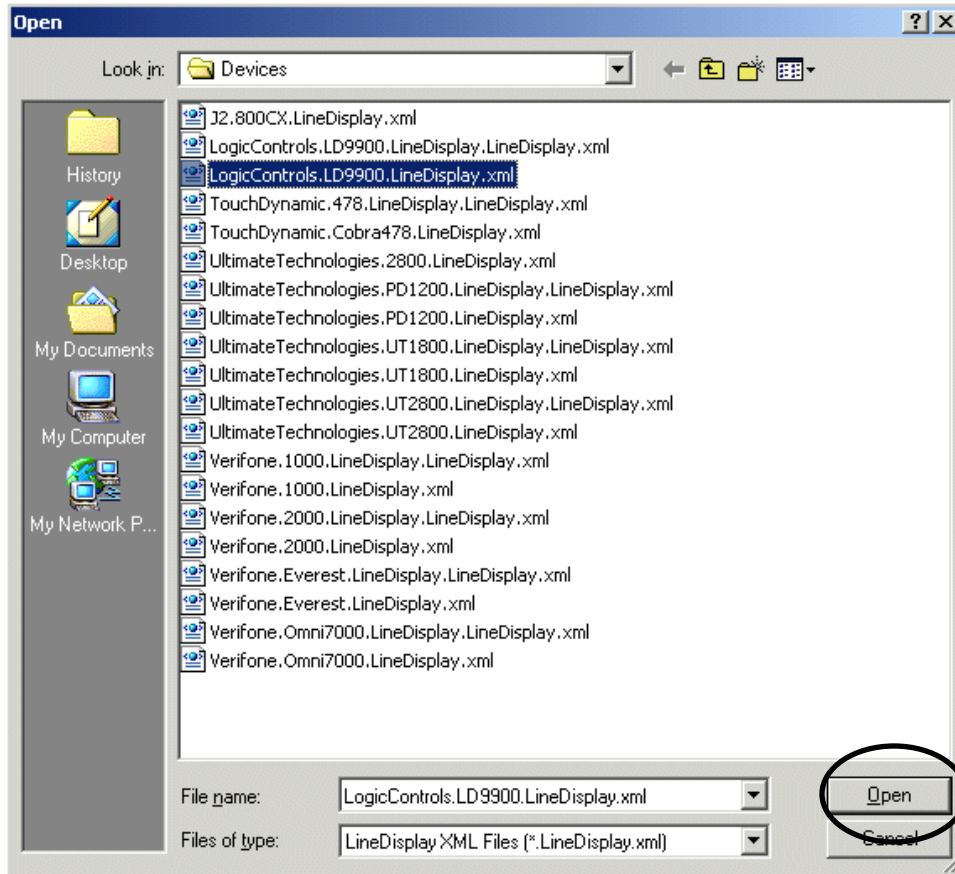 Open
Look in:
Devices
History
Desktop
My Documents
My Computer
My Network P...
J2.800CX.LineDisplay.xml
LogicControls.LD9900.LineDisplay.LineDisplay.xml
LogicControls.LD9900.LineDisplay.xml
TouchDynamic.478.LineDisplay.LineDisplay.xml
TouchDynamic.Cobra478.LineDisplay.xml
UltimateTechnologies.2800.LineDisplay.xml
UltimateTechnologies.PD1200.LineDisplay.LineDisplay.xml
UltimateTechnologies.PD1200.LineDisplay.xml
UltimateTechnologies.UT1800.LineDisplay.LineDisplay.xml
UltimateTechnologies.UT1800.LineDisplay.xml
UltimateTechnologies.UT2800.LineDisplay.LineDisplay.xml
UltimateTechnologies.UT2800.LineDisplay.xml
Verifone.1000.LineDisplay.LineDisplay.xml
Verifone.1000.LineDisplay.xml
Verifone.2000.LineDisplay.LineDisplay.xml
Verifone.2000.LineDisplay.xml
Verifone.Everest.LineDisplay.LineDisplay.xml
Verifone.Everest.LineDisplay.xml
Verifone.Omni7000.LineDisplay.LineDisplay.xml
Verifone.Omni7000.LineDisplay.xml
File name:
LogicControls.LD9900.LineDisplay.xml
Open
Files of type:
LineDisplay XML Files (*.LineDisplay.xml)
Cancel